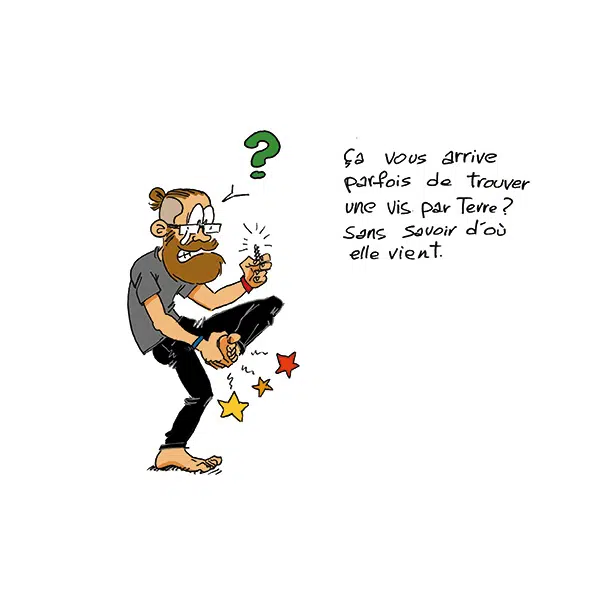 ?
ça vous arrive
parfois de trouver
une vis par Terre?
Sans savoir d'où
elle vient.